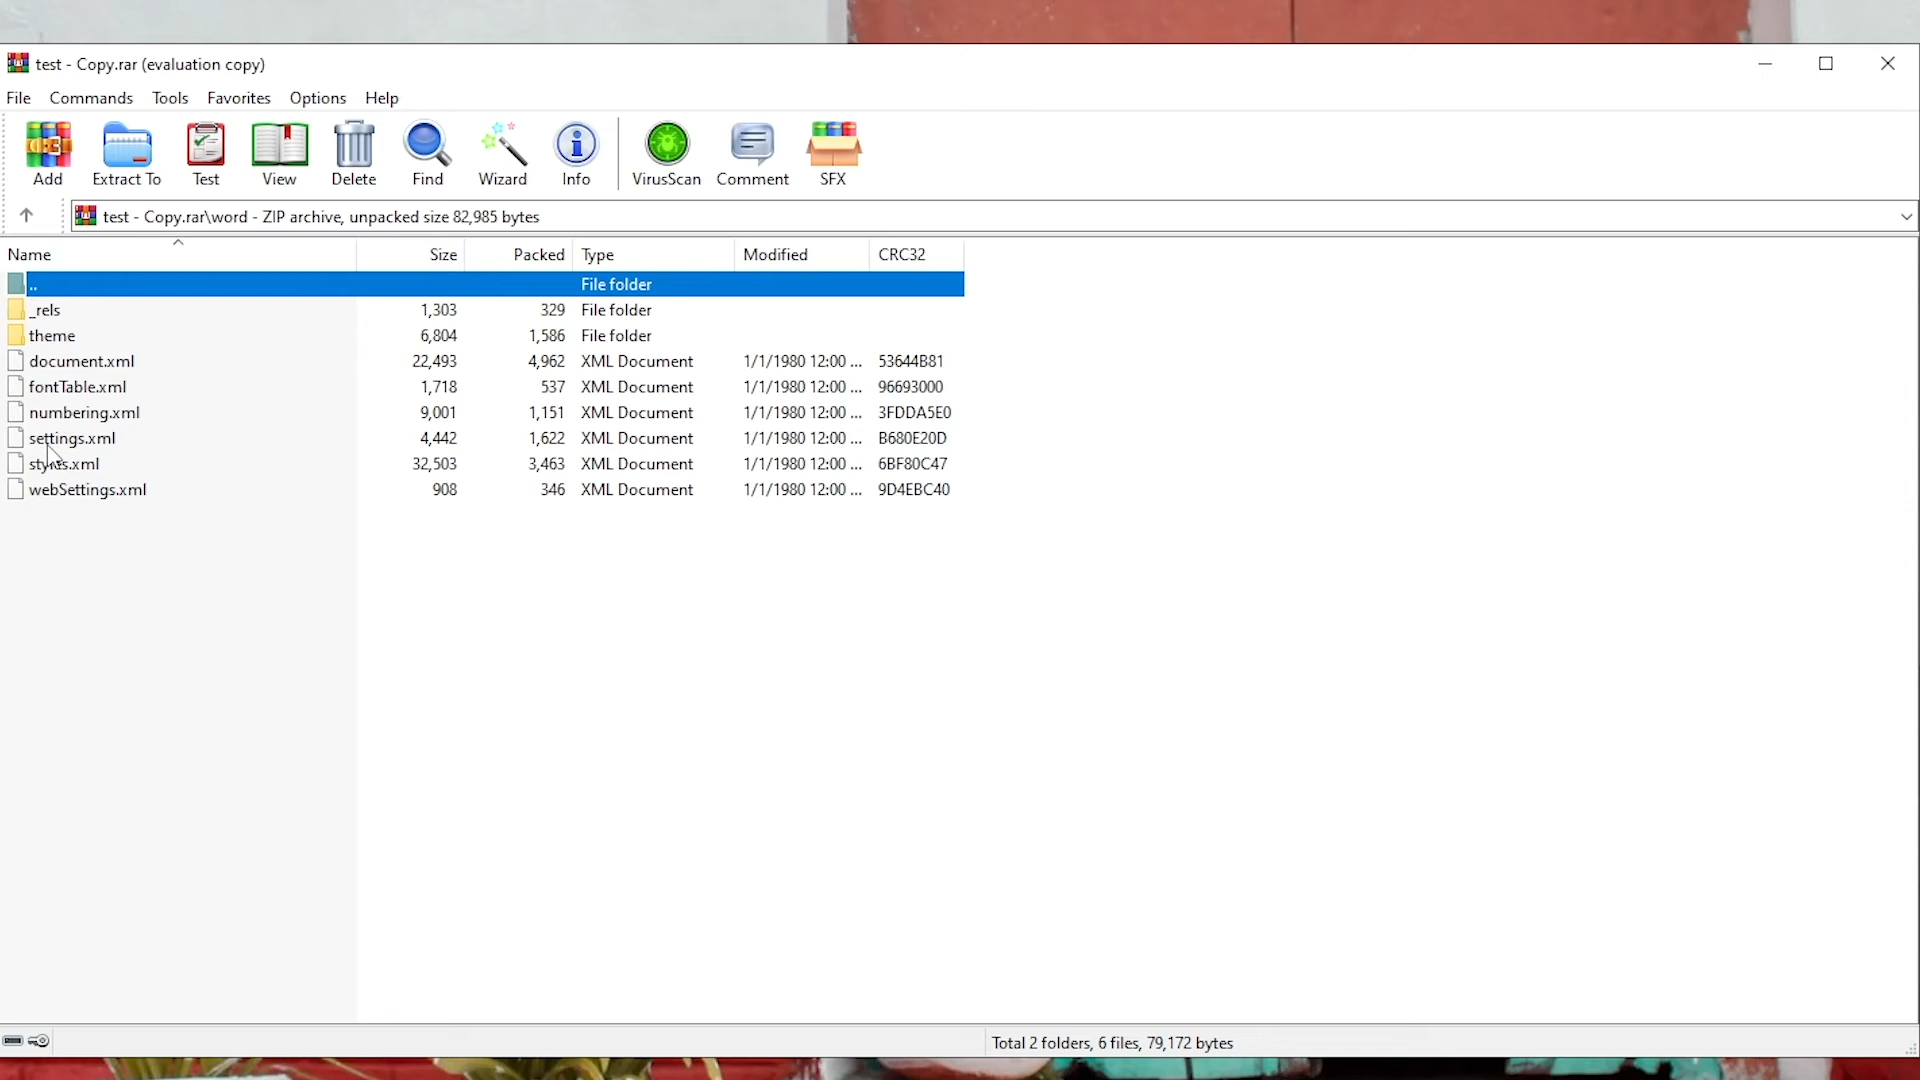 test - Copy.rar (evaluation copy)
File Commands Tools Favorites Options Help
Add Extract To Test View Delete Find Wizard Info VirusScan Comment SFX
test - Copy.rar\word - ZIP archive, unpacked size 82,985 bytes
Name Size Packed Type Modified CRC32
.. File folder
_rels 1,303 329 File folder
theme 6,804 1,586 File folder
document.xml 22,493 4,962 XML Document 1/1/1980 12:00 ... 53644B81
fontTable.xml 1,718 537 XML Document 1/1/1980 12:00 ... 96693000
numbering.xml 9,001 1,151 XML Document 1/1/1980 12:00 ... 3FDDA5E0
settings.xml 4,442 1,622 XML Document 1/1/1980 12:00 ... B680E20D
styles.xml 32,503 3,463 XML Document 1/1/1980 12:00 ... 6BF80C47
webSettings.xml 908 346 XML Document 1/1/1980 12:00 ... 9D4EBC40
Total 2 folders, 6 files, 79,172 bytes